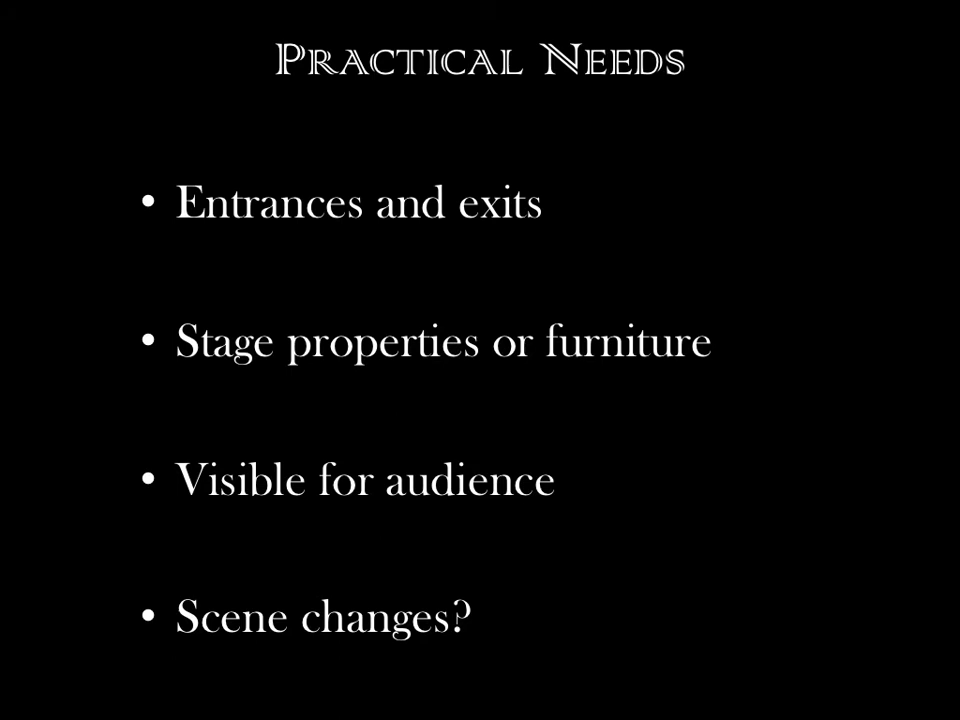 Practical Needs
• Entrances and exits
• Stage properties or furniture
• Visible for audience
• Scene changes?